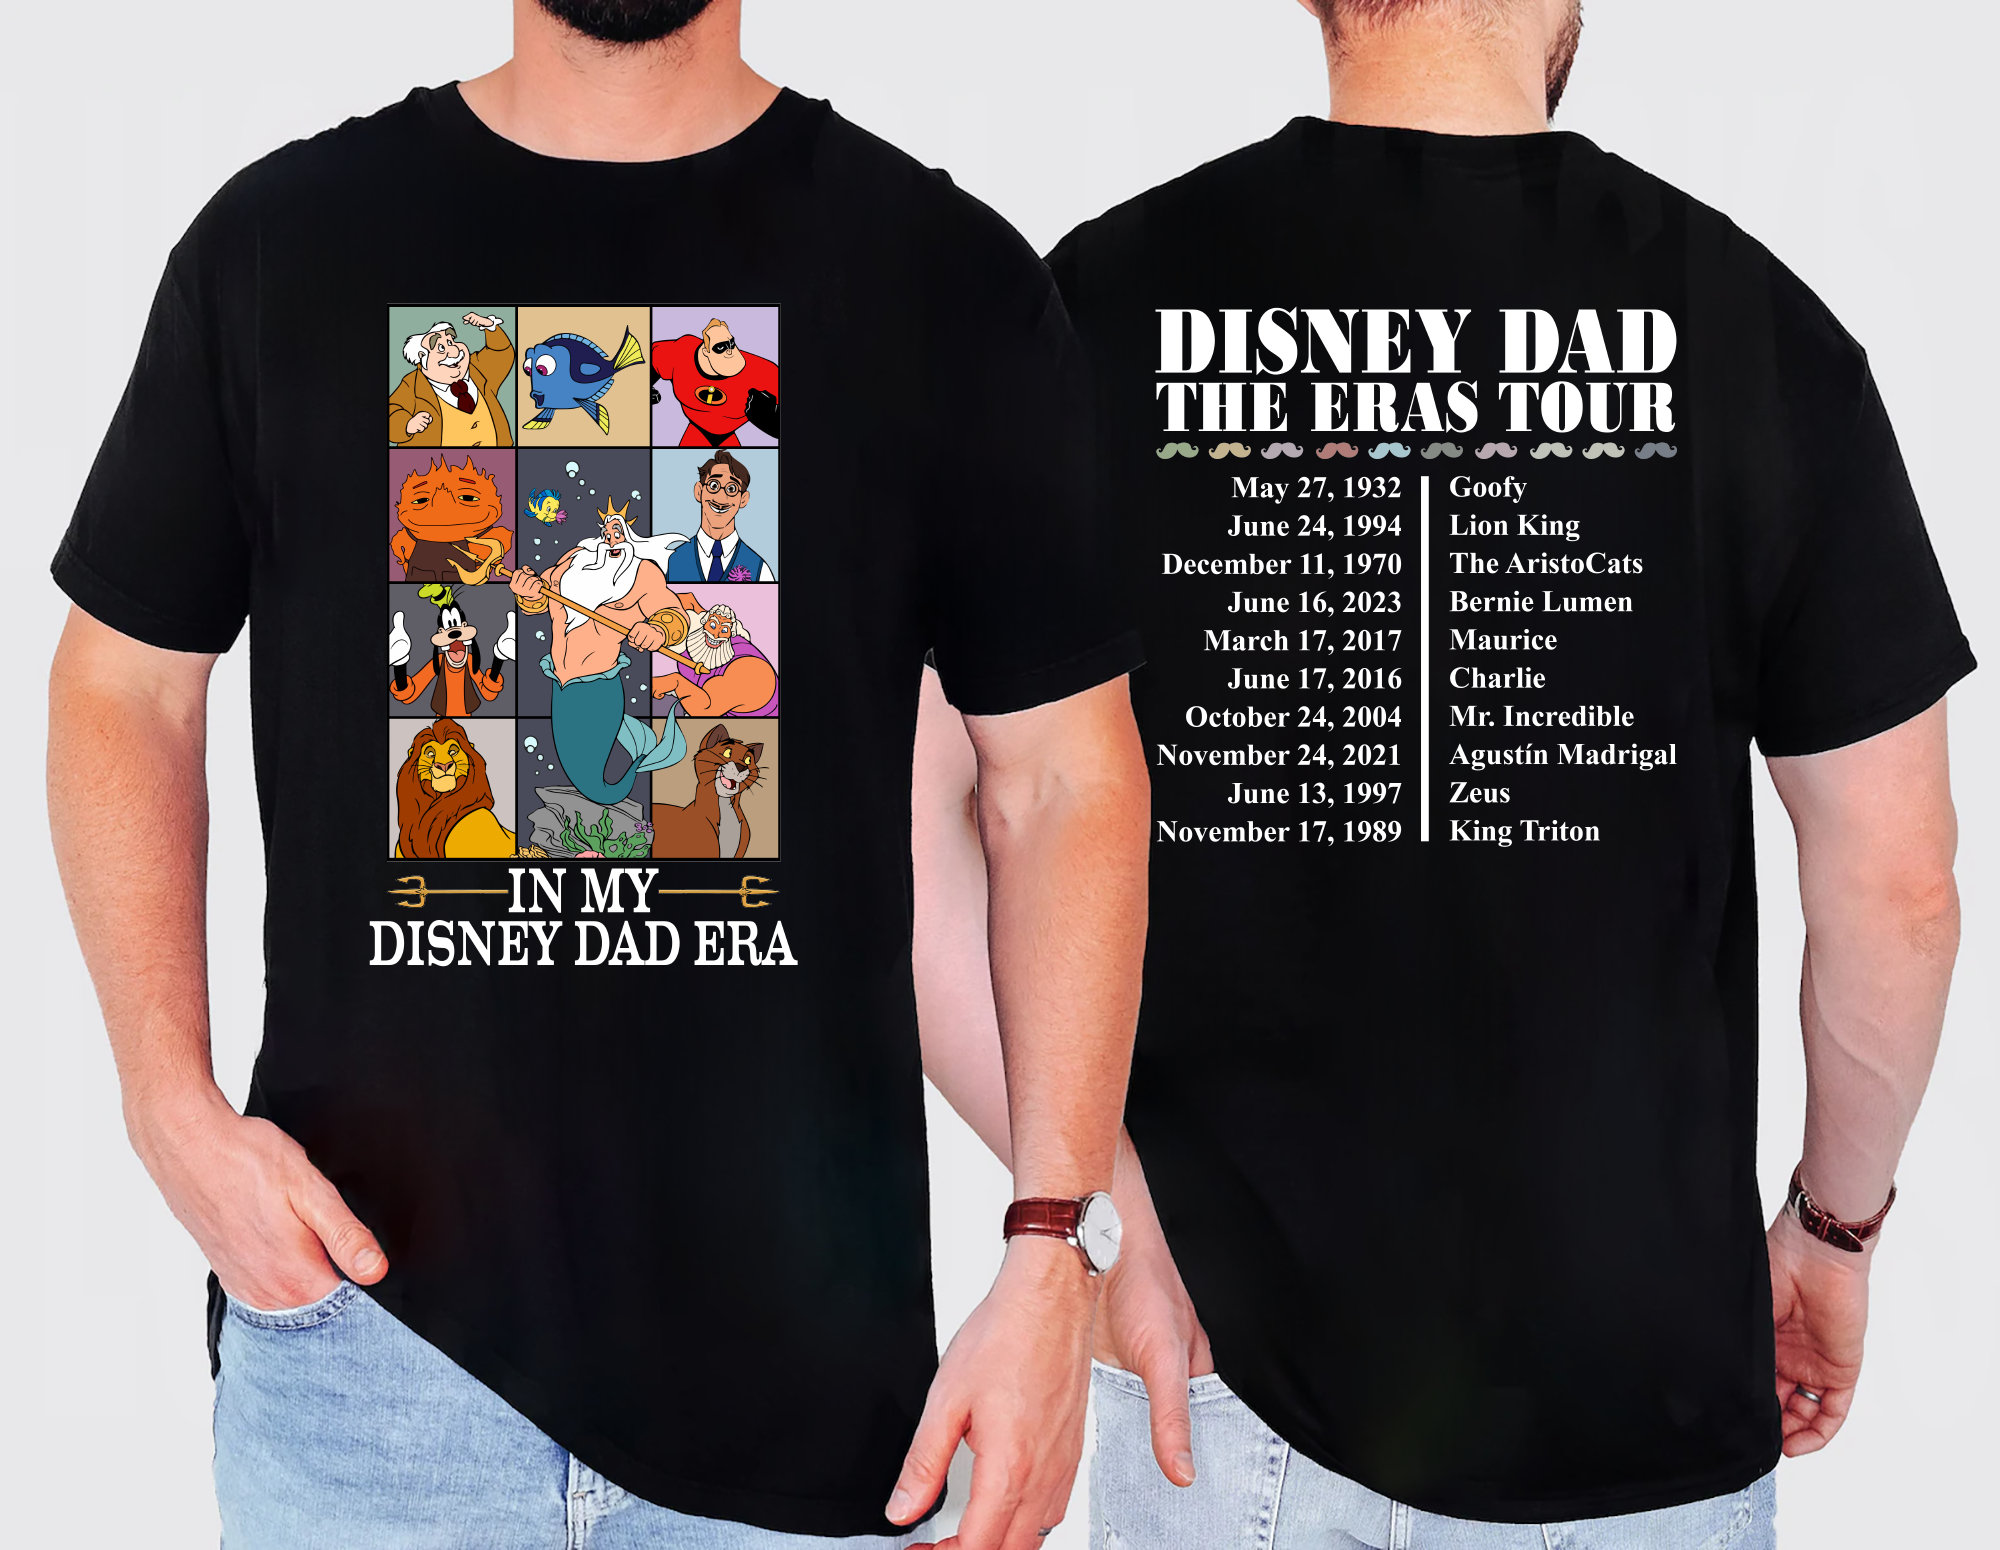 IN MY
DISNEY DAD ERA
DISNEY DAD
THE ERAS TOUR
May 27, 1932 Goofy
June 24, 1994 Lion King
December 11, 1970 The AristoCats
June 16, 2023 Bernie Lumen
March 17, 2017 Maurice
June 17, 2016 Charlie
October 24, 2004 Mr. Incredible
November 24, 2021 Agustín Madrigal
June 13, 1997 Zeus
November 17, 1989 King Triton